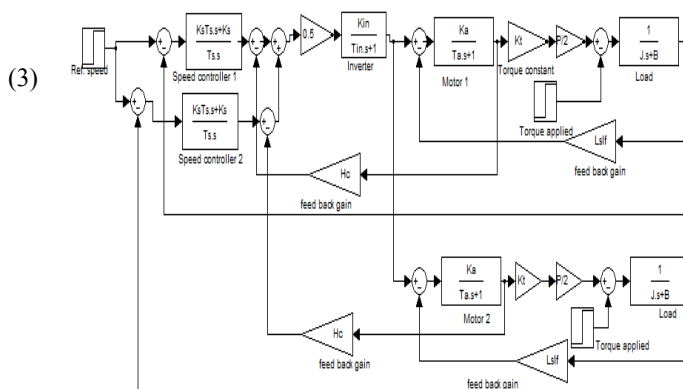 (3)
Ref. speed
KsTs.s+Ks
Ts.s
Speed controller 1
0.5
Kin
Tin.s+1
Inverter
Ka
Ta.s+1
Motor 1
Kt
Torque constant
P/2
1
J.s+B
Load
KsTs.s+Ks
Ts.s
Speed controller 2
Torque applied
Lslf
feed back gain
Hc
feed back gain
Ka
Ta.s+1
Motor 2
Kt
P/2
1
J.s+B
Load
Torque applied
Hc
feed back gain
Lslf
feed back gain